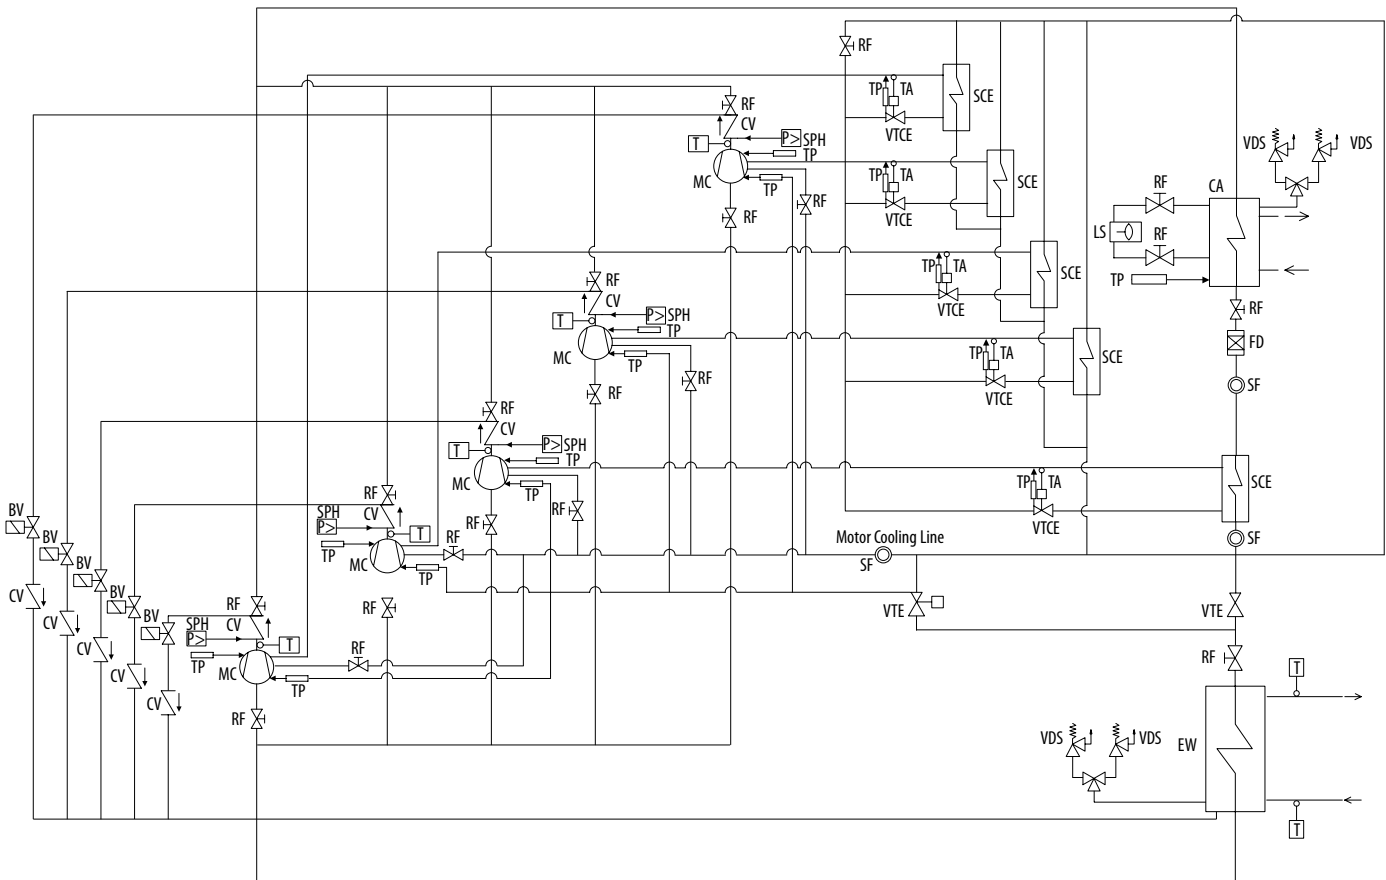 RF
TP TA
SCE
RF
VTCE
CV
P> SPH
T
TP
MC
TP
VDS VDS
TP TA
SCE
RF CA
VTCE
RF
RF
LS
RF
TP TA
SCE
TP
RF
CV
VTCE
RF
P> SPH
T
TP
FD
MC
TP
TP TA
SCE
RF
SF
RF
VTCE
RF
CV
P> SPH
T
TP
MC
TP
SCE
TP TA
RF
CV
SPH
P>
RF
VTCE
BV
RF
T
BV
RF
Motor Cooling Line
SF
TP
MC
SF
BV
TP
BV
CV
RF
RF
VTE
VTE
BV
SPH
CV
CV
P>
T
CV
RF
RF
TP
MC
T
CV
TP
CV
RF
VDS VDS
EW
T